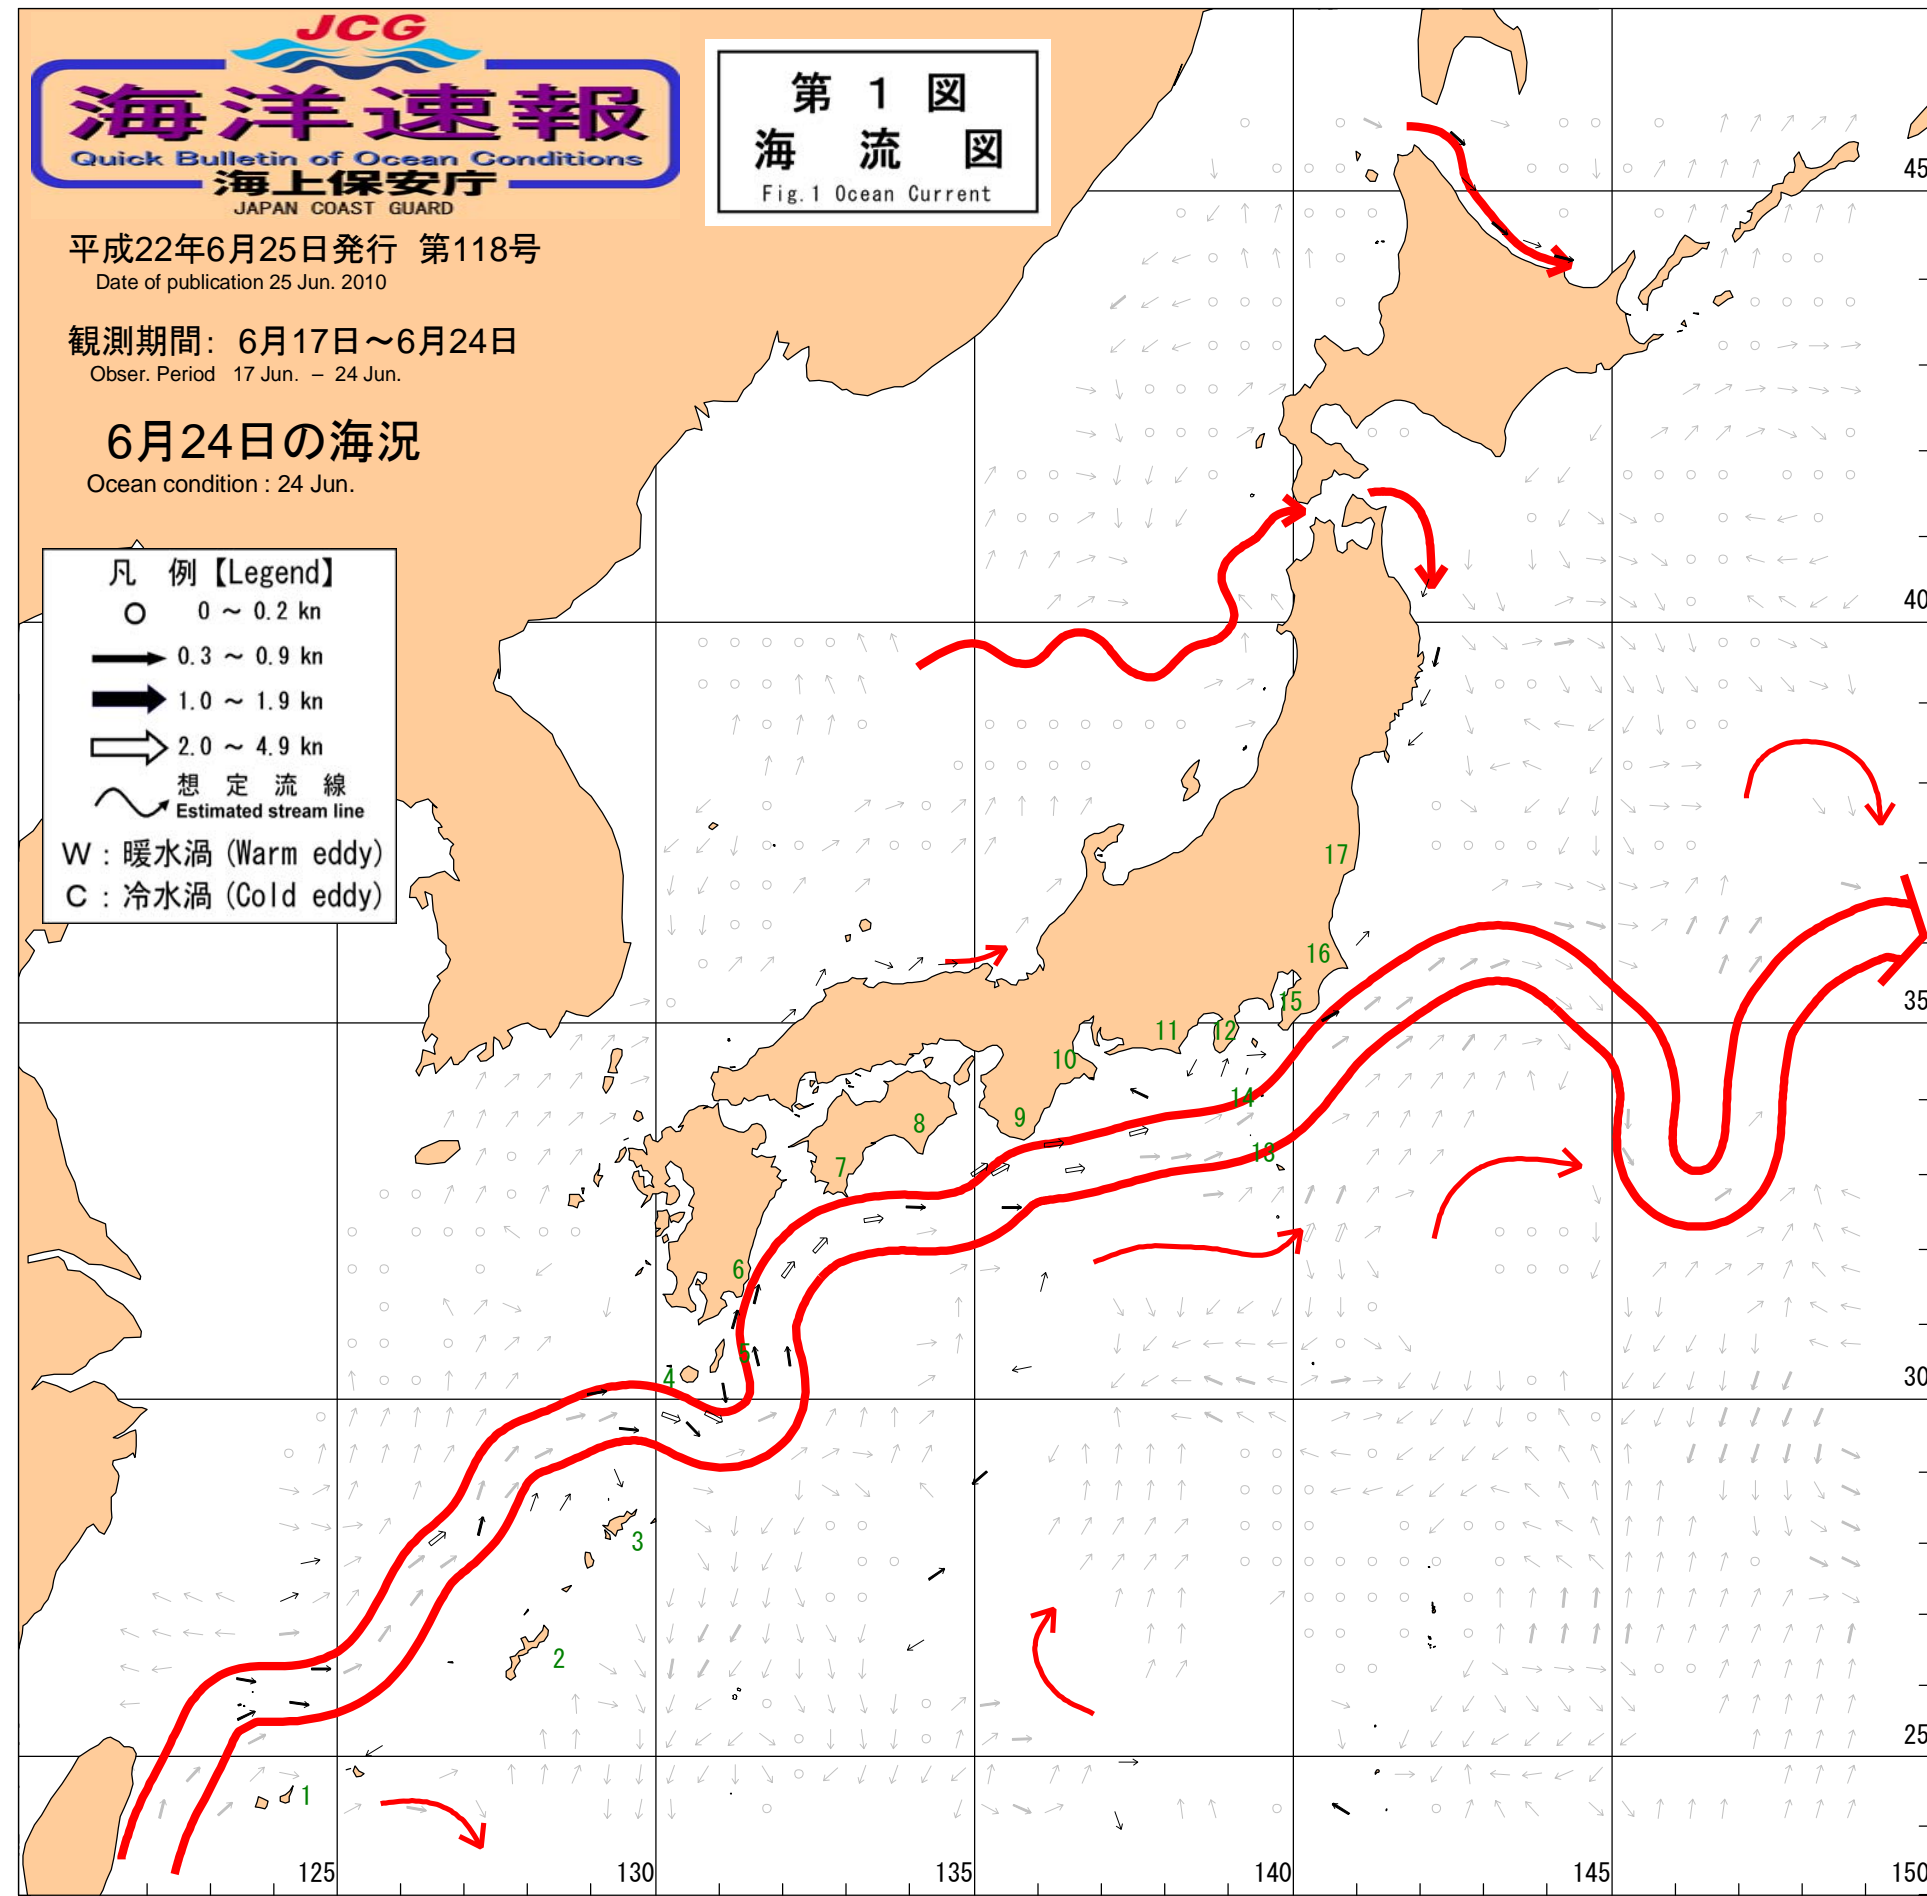 JCG
海洋速報
Quick Bulletin of Ocean Conditions
海上保安庁
JAPAN COAST GUARD
第 1 図
海 流 図
Fig.1 Ocean Current
平成22年6月25日発行 第118号
Date of publication 25 Jun. 2010
観測期間: 6月17日～6月24日
Obser. Period 17 Jun. – 24 Jun.
6月24日の海況
Ocean condition : 24 Jun.
凡 例【Legend】
0 ～ 0.2 kn
0.3 ～ 0.9 kn
1.0 ～ 1.9 kn
2.0 ～ 4.9 kn
想 定 流 線
Estimated stream line
W : 暖水渦 (Warm eddy)
C : 冷水渦 (Cold eddy)
45
40
35
30
25
17
16
15
12
11
10
14
9
8
13
7
6
5
4
3
2
1
125
130
135
140
145
150